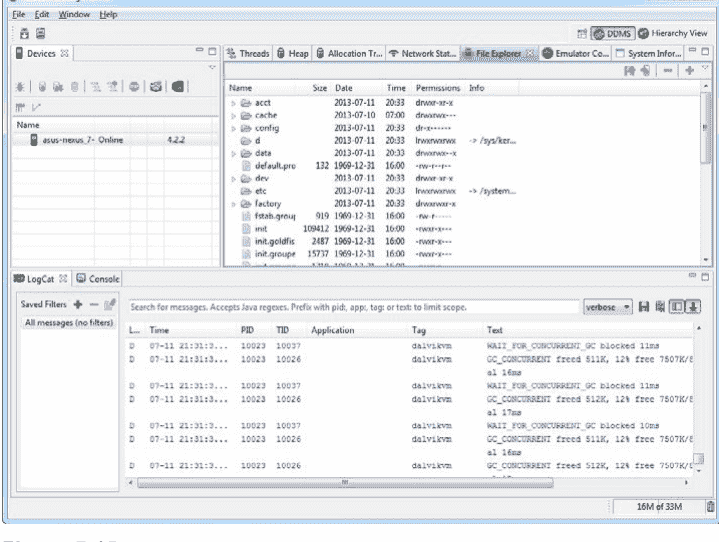 File Edit Window Help
DDMS Hierarchy View
Devices
Threads Heap Allocation Tr... Network Stat... File Explorer Emulator Co... System Infor...
Name
asus-nexus_7- Online 4.2.2
Name Size Date Time Permissions Info
acct 2013-07-11 20:33 drwxr-xr-x
cache 2013-07-10 07:00 drwxrwx---
config 2013-07-11 20:33 dr-x------
d 2013-07-11 20:33 lrwxrwxrwx -> /sys/ker...
data 2013-07-11 20:33 drwxrwx--x
default.pro 132 1969-12-31 16:00 -rw-r--r--
dev 2013-07-11 20:33 drwxr-xr-x
etc 2013-07-11 20:33 lrwxrwxrwx -> /system...
factory 2013-07-11 20:33 drwxrwxr-x
fstab.group 919 1969-12-31 16:00 -rw-r-----
init 109412 1969-12-31 16:00 -rwxr-x---
init.goldfis 2487 1969-12-31 16:00 -rwxr-x---
init.groupe 15737 1969-12-31 16:00 -rwxr-x---
LogCat Console
Saved Filters
All messages (no filters)
Search for messages. Accepts Java regexes. Prefix with pid:, app:, tag: or text: to limit scope.
verbose
L... Time PID TID Application Tag Text
D 07-11 21:31:3... 10023 10037 dalvikvm WAIT_FOR_CONCURRENT_GC blocked 11ms
D 07-11 21:31:3... 10023 10026 dalvikvm GC_CONCURRENT freed 511K, 12% free 7507K/8
al 16ms
D 07-11 21:31:3... 10023 10037 dalvikvm WAIT_FOR_CONCURRENT_GC blocked 11ms
D 07-11 21:31:3... 10023 10026 dalvikvm GC_CONCURRENT freed 512K, 12% free 7507K/8
al 17ms
D 07-11 21:31:3... 10023 10037 dalvikvm WAIT_FOR_CONCURRENT_GC blocked 10ms
D 07-11 21:31:3... 10023 10026 dalvikvm GC_CONCURRENT freed 511K, 12% free 7507K/8
al 16ms
D 07-11 21:31:3... 10023 10026 dalvikvm GC_CONCURRENT freed 512K, 12% free 7507K/8
16M of 33M